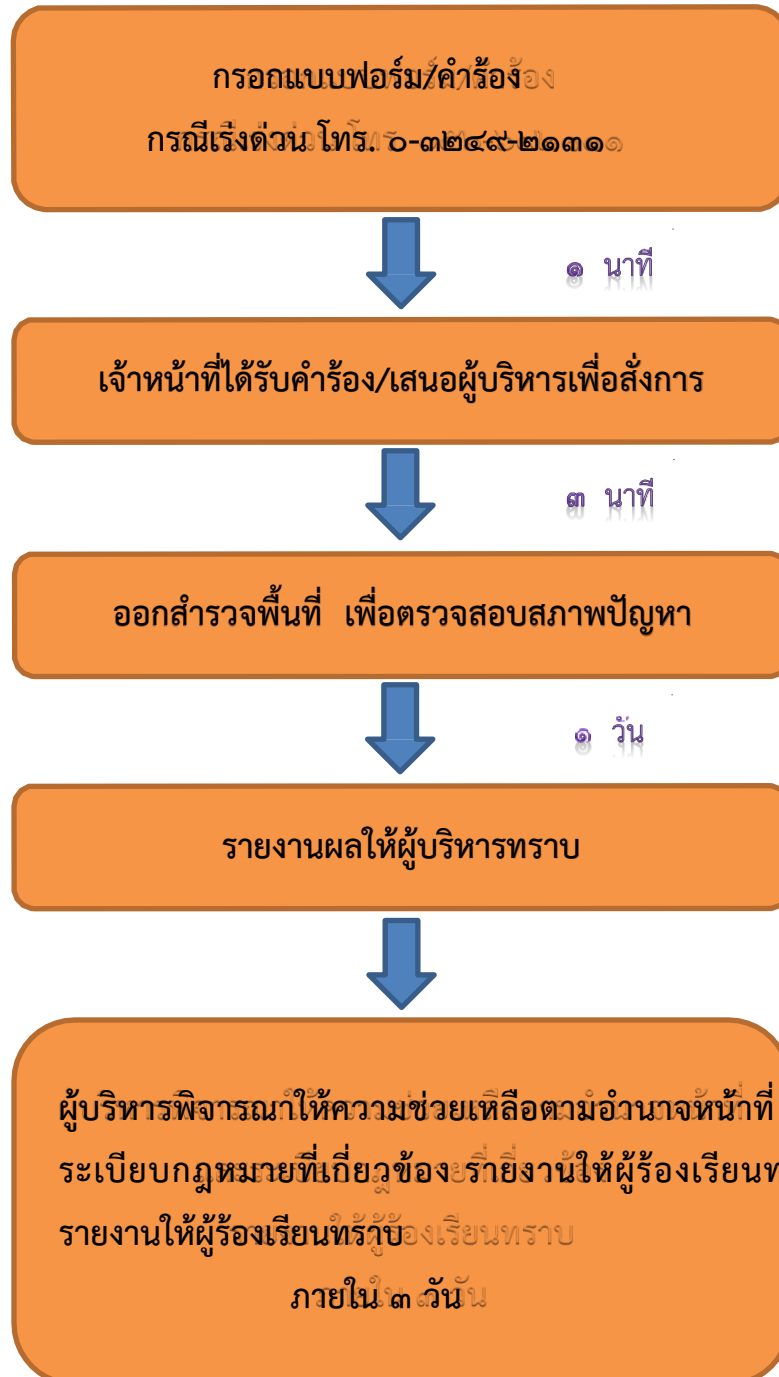 กรอกแบบฟอร์ม/คำร้อง
กรณีเร่งด่วน โทร. ๐-๓๒๔๙-๒๑๓๑
๑ นาที
เจ้าหน้าที่ได้รับคำร้อง/เสนอผู้บริหารเพื่อสั่งการ
๓ นาที
ออกสำรวจพื้นที่ เพื่อตรวจสอบสภาพปัญหา
๑ วัน
รายงานผลให้ผู้บริหารทราบ
ผู้บริหารพิจารณาให้ความช่วยเหลือตามอำนาจหน้าที่
ระเบียบกฎหมายที่เกี่ยวข้อง รายงานให้ผู้ร้องเรียน
รายงานให้ผู้ร้องเรียนทราบ
ภายใน ๓ วัน